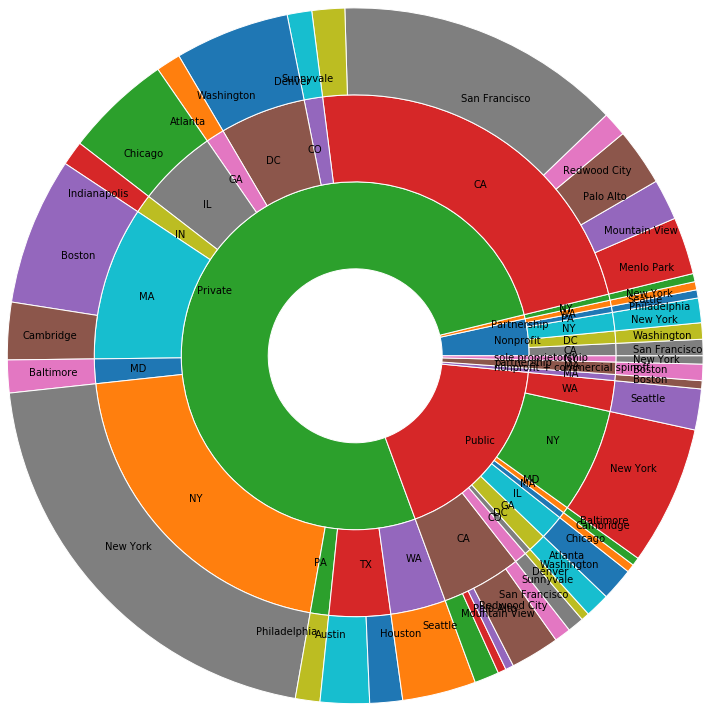 Private
Public
Nonprofit
Partnership
sole proprietorship
partnership
nonprofit + commercial spinoff
CA
CO
DC
GA
IL
IN
MA
MD
NY
PA
TX
WA
San Francisco
Redwood City
Palo Alto
Mountain View
Menlo Park
Sunnyvale
Denver
Washington
Atlanta
Chicago
Indianapolis
Boston
Cambridge
Baltimore
New York
Philadelphia
Austin
Houston
Seattle
CA
CO
DC
GA
IL
MA
MD
NY
WA
Mountain View
Palo Alto
Redwood City
San Francisco
Sunnyvale
Denver
Washington
Atlanta
Chicago
Cambridge
Baltimore
New York
Seattle
CA
DC
NY
PA
WA
San Francisco
Washington
New York
Philadelphia
Seattle
NY
New York
New York
Boston
MA
Boston